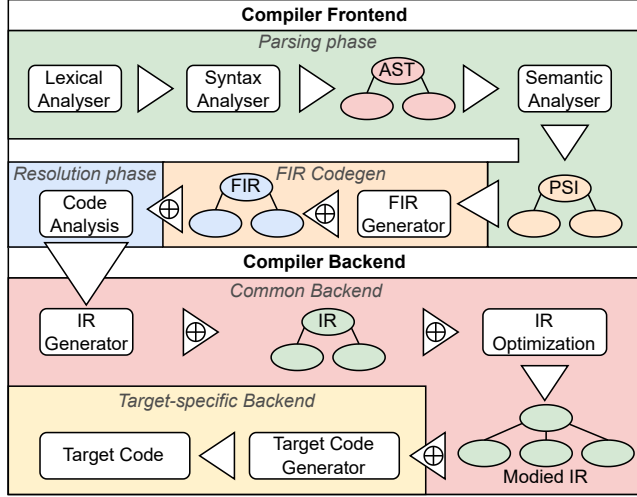 Compiler Frontend
Parsing phase
Lexical
Analyser
Syntax
Analyser
AST
Semantic
Analyser
Resolution phase
FIR Codegen
Code
Analysis
FIR
FIR
Generator
PSI
Compiler Backend
Common Backend
IR
Generator
IR
IR
Optimization
Target-specific Backend
Target Code
Target Code
Generator
Modied IR